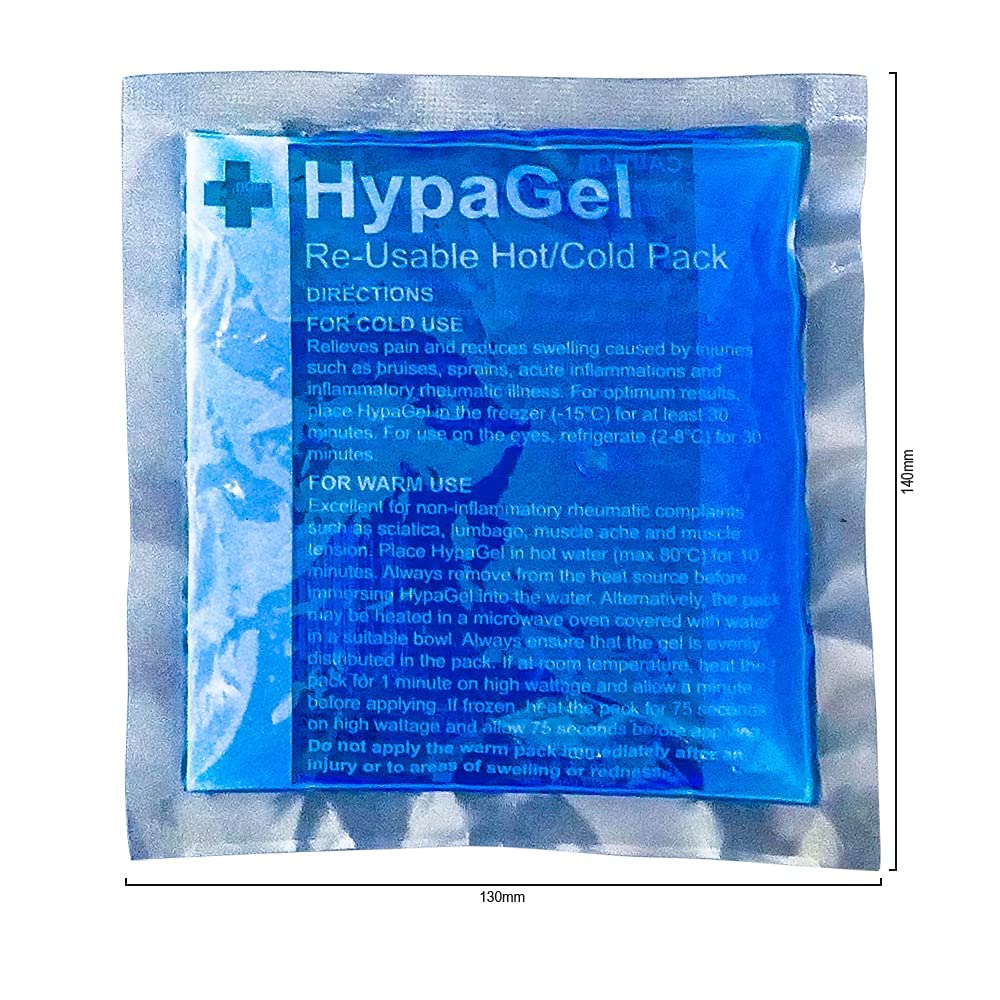 HypaGel
Re-Usable Hot/Cold Pack
DIRECTIONS
FOR COLD USE
Relieves pain and reduces swelling caused by injuries
such as bruises, sprains, acute inflammations and
inflammatory rheumatic illness. For optimum results,
place HypaGel in the freezer (-15°C) for at least 30
minutes. For use on the eyes, refrigerate (2-8°C) for 30
minutes.
FOR WARM USE
Excellent for non-inflammatory rheumatic complaints
such as sciatica, lumbago, muscle ache and muscle
tension. Place HypaGel in hot water (max 80°C) for 10
minutes. Always remove from the heat source before
immersing HypaGel into the water. Alternatively, the pack
may be heated in a microwave oven covered with water
in a suitable bowl. Always ensure that the gel is evenly
distributed in the pack. If at room temperature, heat the
pack for 1 minute on high wattage and allow a minute
before applying. If frozen, heat the pack for 75 seconds
on high wattage and allow 75 seconds before applying.
Do not apply the warm pack immediately after an
injury or to areas of swelling or redness.
140mm
130mm